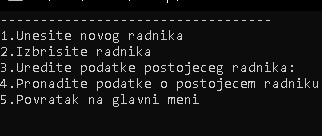 ------------------------------
1.Unesite novog radnika
2.Izbrisite radnika
3.Uredite podatke postojeceg radnika:
4.Pronadite podatke o postojecem radniku
5.Povratak na glavni meni